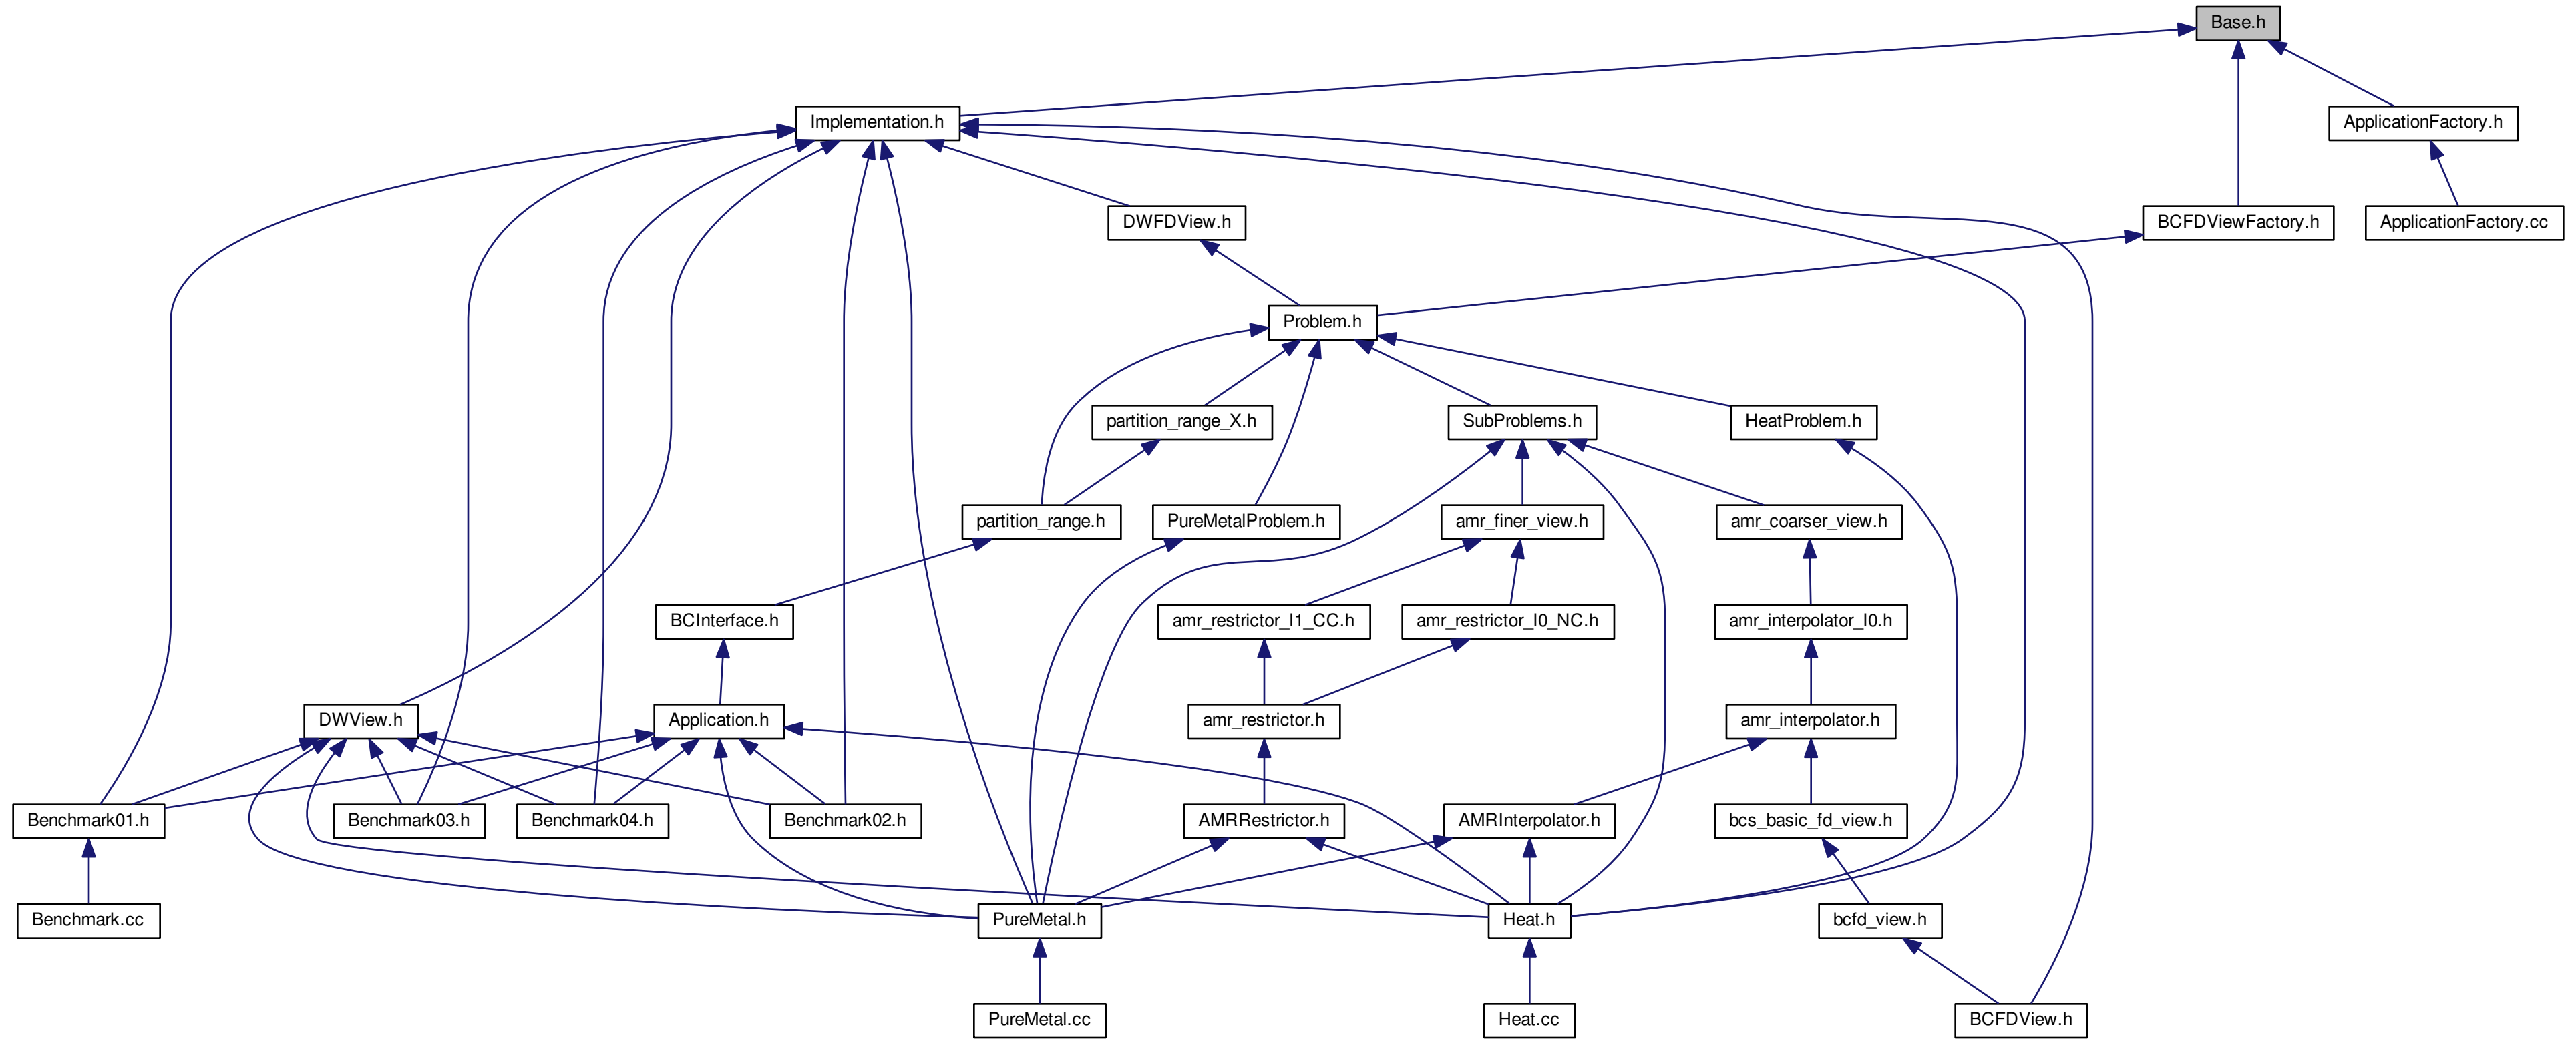 Base.h
Implementation.h
ApplicationFactory.h
DWFDView.h
BCFDViewFactory.h
ApplicationFactory.cc
Problem.h
partition_range_X.h
SubProblems.h
HeatProblem.h
partition_range.h
PureMetalProblem.h
amr_finer_view.h
amr_coarser_view.h
BCInterface.h
amr_restrictor_I1_CC.h
amr_restrictor_I0_NC.h
amr_interpolator_I0.h
DWView.h
Application.h
amr_restrictor.h
amr_interpolator.h
Benchmark01.h
Benchmark03.h
Benchmark04.h
Benchmark02.h
AMRRestrictor.h
AMRInterpolator.h
bcs_basic_fd_view.h
Benchmark.cc
PureMetal.h
Heat.h
bcfd_view.h
PureMetal.cc
Heat.cc
BCFDView.h